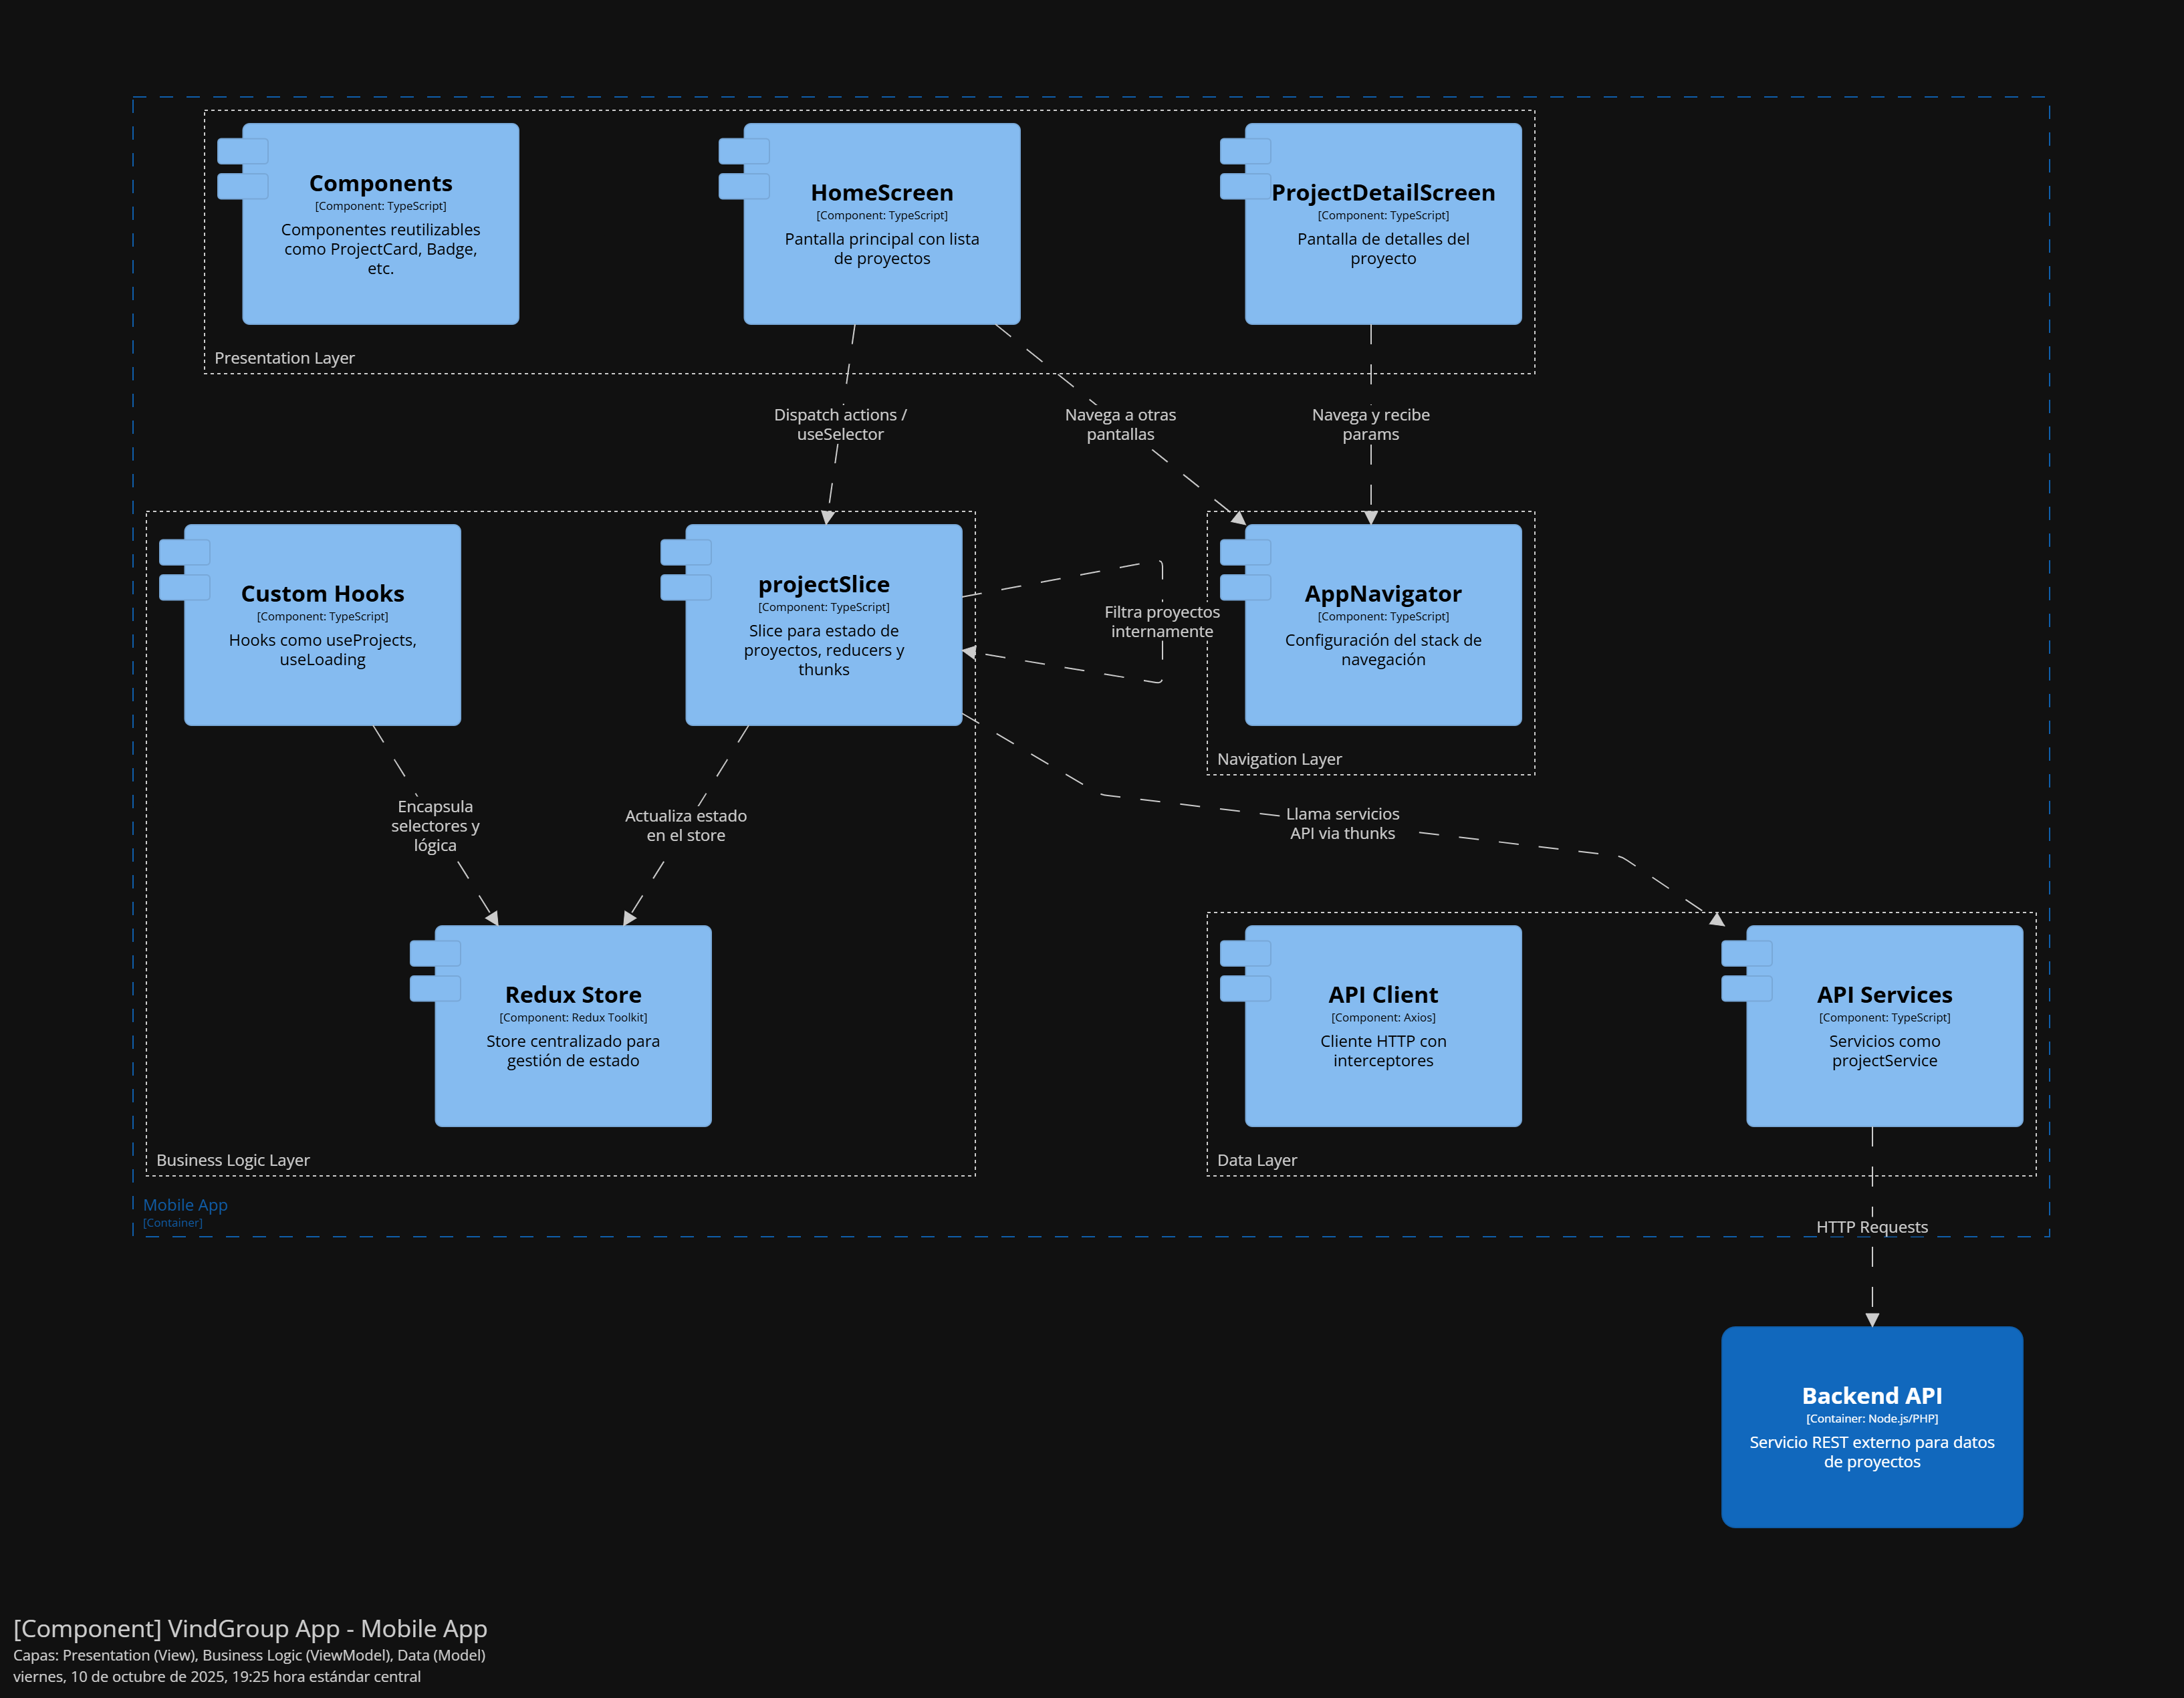 Components
[Component: TypeScript]
Componentes reutilizables
como ProjectCard, Badge,
etc.
HomeScreen
[Component: TypeScript]
Pantalla principal con lista
de proyectos
ProjectDetailScreen
[Component: TypeScript]
Pantalla de detalles del
proyecto
Presentation Layer
Dispatch actions /
useSelector
Navega a otras
pantallas
Navega y recibe
params
Custom Hooks
[Component: TypeScript]
Hooks como useProjects,
useLoading
projectSlice
[Component: TypeScript]
Slice para estado de
proyectos, reducers y
thunks
Filtra proyectos
internamente
AppNavigator
[Component: TypeScript]
Configuración del stack de
navegación
Navigation Layer
Encapsula
selectores y
lógica
Actualiza estado
en el store
Llama servicios
API via thunks
Redux Store
[Component: Redux Toolkit]
Store centralizado para
gestión de estado
API Client
[Component: Axios]
Cliente HTTP con
interceptores
API Services
[Component: TypeScript]
Servicios como
projectService
Business Logic Layer
Data Layer
Mobile App
[Container]
HTTP Requests
Backend API
[Container: Node.js/PHP]
Servicio REST externo para datos
de proyectos
[Component] VindGroup App - Mobile App
Capas: Presentation (View), Business Logic (ViewModel), Data (Model)
viernes, 10 de octubre de 2025, 19:25 hora estándar central